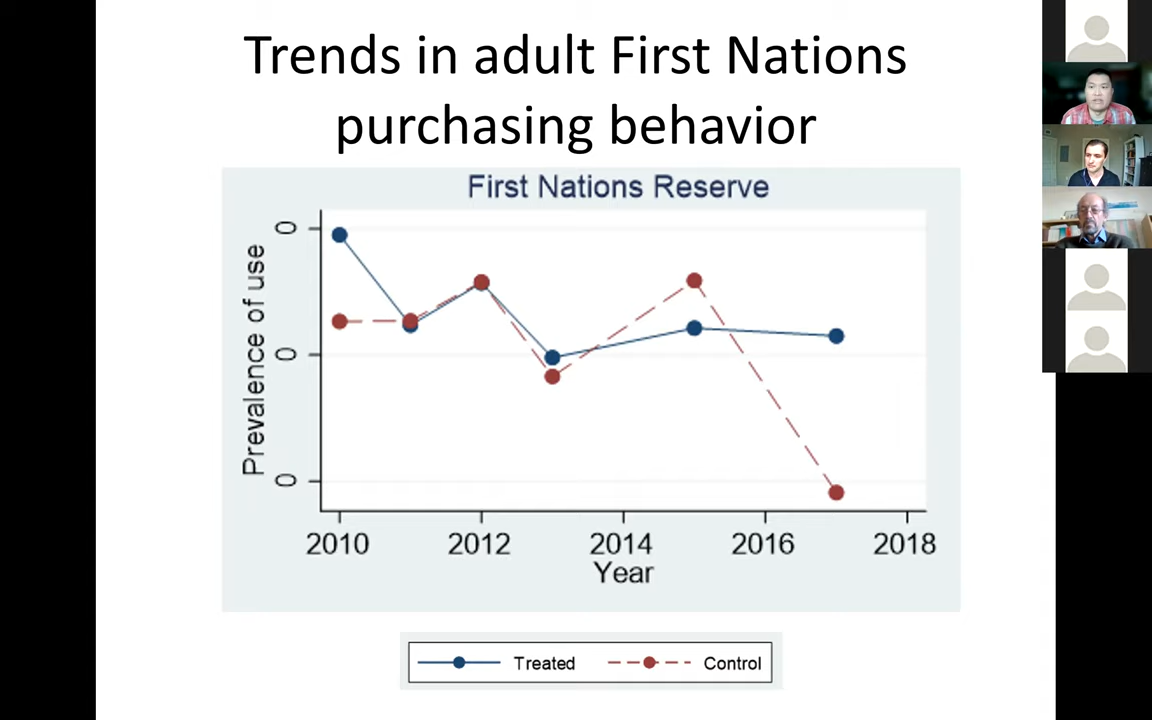 Trends in adult First Nations
purchasing behavior
First Nations Reserve
Prevalence of use
0
0
0
2010 2012 2014 2016 2018
Year
Treated Control